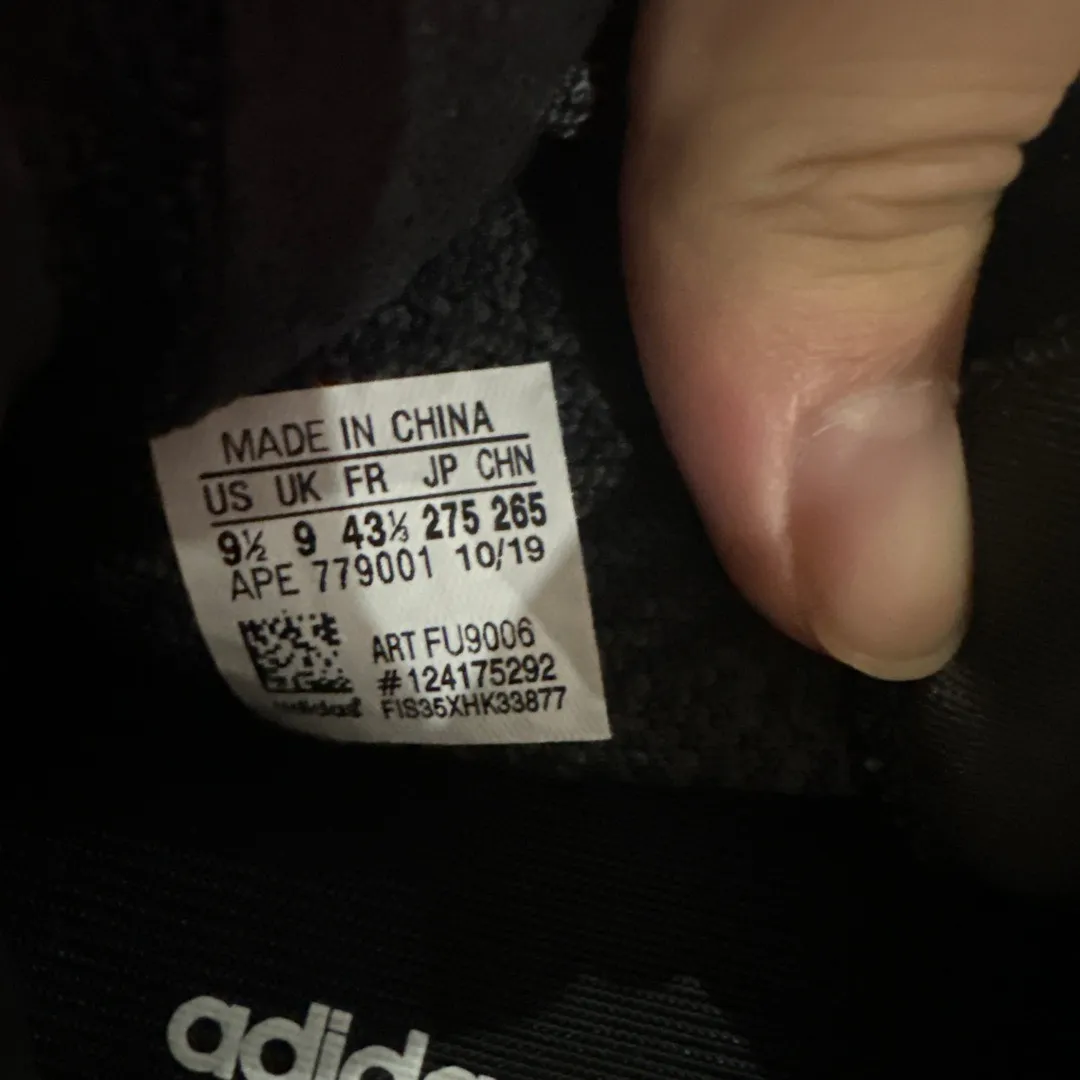 MADE IN CHINA
US UK FR JP CHN
9½ 9 43⅓ 275 265
APE 779001 10/19
ART FU9006
#124175292
FIS35XHK33877
adidas
adidas